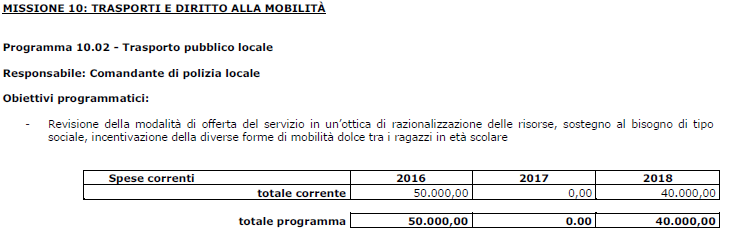 MISSIONE 10: TRASPORTI E DIRITTO ALLA MOBILITÀ
Programma 10.02 - Trasporto pubblico locale
Responsabile: Comandante di polizia locale
Obiettivi programmatici:
- Revisione della modalità di offerta del servizio in un'ottica di razionalizzazione delle risorse, sostegno al bisogno di tipo
sociale, incentivazione della diverse forme di mobilità dolce tra i ragazzi in età scolare
Spese correnti 2016 2017 2018
totale corrente 50.000,00 0,00 40.000,00
totale programma 50.000,00 0.00 40.000,00